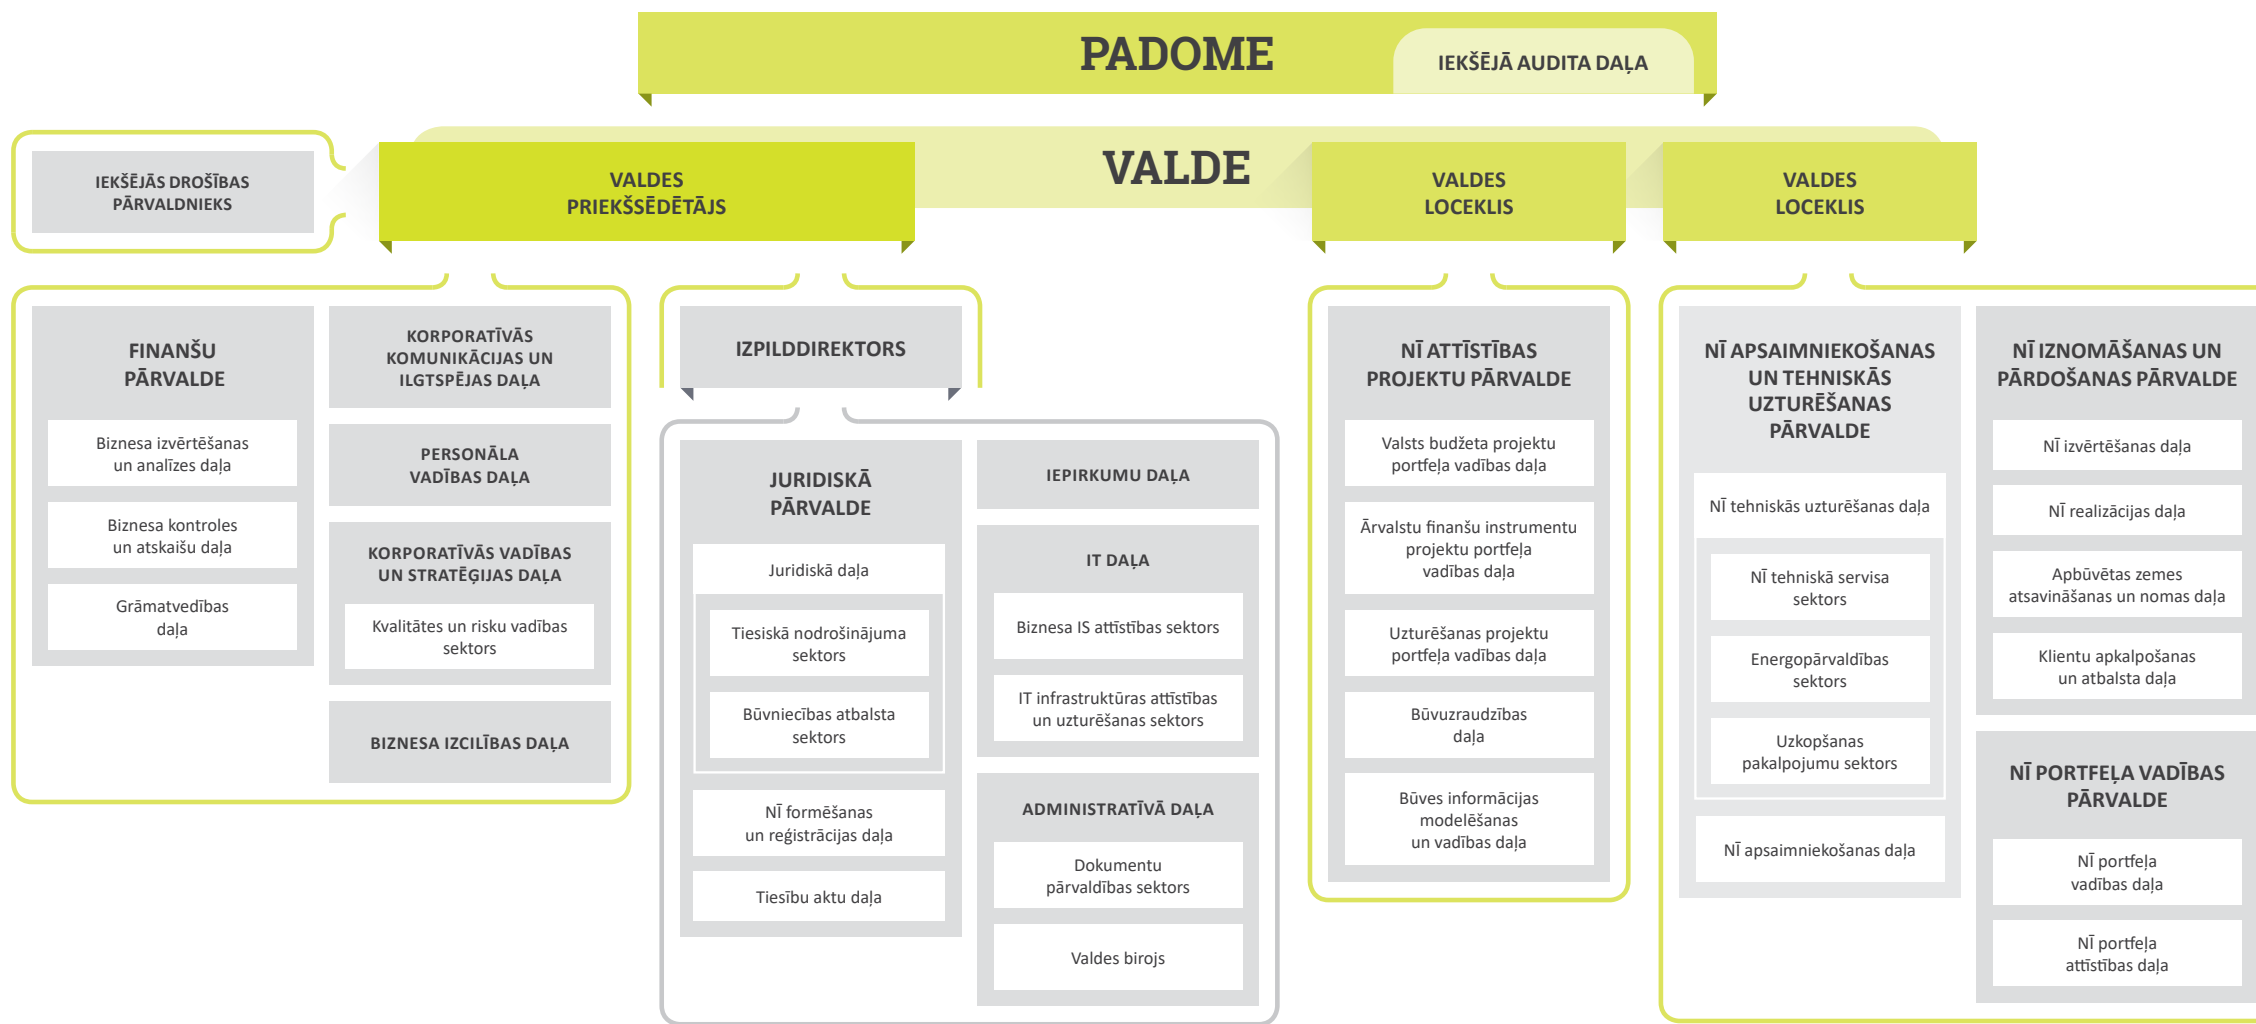 PADOME
IEKŠĒJĀ AUDITA DAĻA
VALDE
IEKŠĒJĀS DROŠĪBAS
PĀRVALDNIEKS
VALDES
PRIEKŠSĒDĒTĀJS
VALDES
LOCEKLIS
VALDES
LOCEKLIS
FINANŠU
PĀRVALDE
Biznesa izvērtēšanas
un analīzes daļa
Biznesa kontroles
un atskaišu daļa
Grāmatvedības
daļa
KORPORATĪVĀS
KOMUNIKĀCIJAS UN
ILGTSPĒJAS DAĻA
PERSONĀLA
VADĪBAS DAĻA
KORPORATĪVĀS VADĪBAS
UN STRATĒĢIJAS DAĻA
Kvalitātes un risku vadības
sektors
BIZNESA IZCILĪBAS DAĻA
IZPILDDIREKTORS
JURIDISKĀ
PĀRVALDE
Juridiskā daļa
Tiesiskā nodrošinājuma
sektors
Būvniecības atbalsta
sektors
NĪ formēšanas
un reģistrācijas daļa
Tiesību aktu daļa
IEPIRKUMU DAĻA
IT DAĻA
Biznesa IS attīstības sektors
IT infrastruktūras attīstības
un uzturēšanas sektors
ADMINISTRATĪVĀ DAĻA
Dokumentu
pārvaldības sektors
Valdes birojs
NĪ ATTĪSTĪBAS
PROJEKTU PĀRVALDE
Valsts budžeta projektu
portfeļa vadības daļa
Ārvalstu finanšu instrumentu
projektu portfeļa
vadības daļa
Uzturēšanas projektu
portfeļa vadības daļa
Būvuzraudzības
daļa
Būves informācijas
modelēšanas
un vadības daļa
NĪ APSAIMNIEKOŠANAS
UN TEHNISKĀS
UZTURĒŠANAS
PĀRVALDE
NĪ tehniskās uzturēšanas daļa
NĪ tehniskā servisa
sektors
Energopārvaldības
sektors
Uzkopšanas
pakalpojumu sektors
NĪ apsaimniekošanas daļa
NĪ IZNOMĀŠANAS UN
PĀRDOŠANAS PĀRVALDE
NĪ izvērtēšanas daļa
NĪ realizācijas daļa
Apbūvētas zemes
atsavināšanas un nomas daļa
Klientu apkalpošanas
un atbalsta daļa
NĪ PORTFEĻA VADĪBAS
PĀRVALDE
NĪ portfeļa
vadības daļa
NĪ portfeļa
attīstības daļa